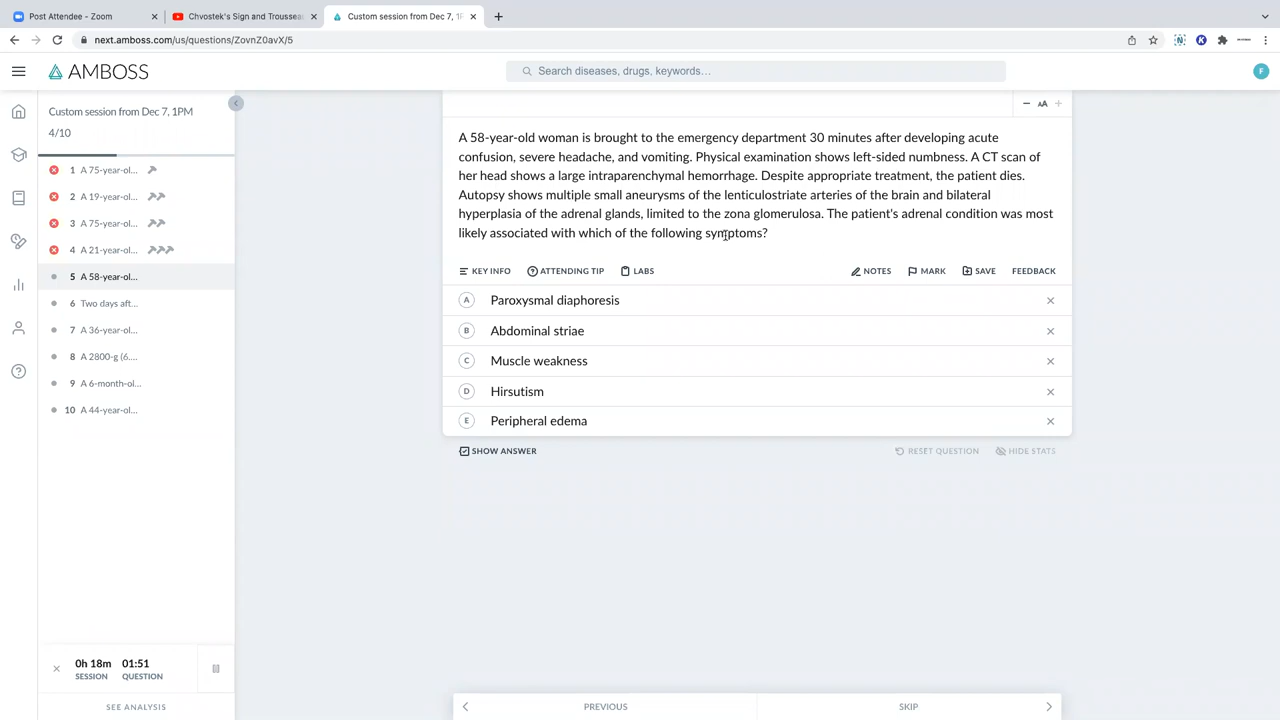 Post Attendee - Zoom
Chvostek's Sign and Troussea
Custom session from Dec 7, 1P
next.amboss.com/us/questions/ZovnZ0avX/5
AMBOSS
Search diseases, drugs, keywords…
F
Custom session from Dec 7, 1PM
4/10
1 A 75-year-ol...
2 A 19-year-ol...
3 A 75-year-ol...
4 A 21-year-ol...
5 A 58-year-ol...
6 Two days aft...
7 A 36-year-ol...
8 A 2800-g (6....
9 A 6-month-ol...
10 A 44-year-ol...
0h 18m 01:51
SESSION QUESTION
SEE ANALYSIS
AA
A 58-year-old woman is brought to the emergency department 30 minutes after developing acute
confusion, severe headache, and vomiting. Physical examination shows left-sided numbness. A CT scan of
her head shows a large intraparenchymal hemorrhage. Despite appropriate treatment, the patient dies.
Autopsy shows multiple small aneurysms of the lenticulostriate arteries of the brain and bilateral
hyperplasia of the adrenal glands, limited to the zona glomerulosa. The patient's adrenal condition was most
likely associated with which of the following symptoms?
KEY INFO ATTENDING TIP LABS NOTES MARK SAVE FEEDBACK
A Paroxysmal diaphoresis
B Abdominal striae
C Muscle weakness
D Hirsutism
E Peripheral edema
SHOW ANSWER RESET QUESTION HIDE STATS
PREVIOUS SKIP